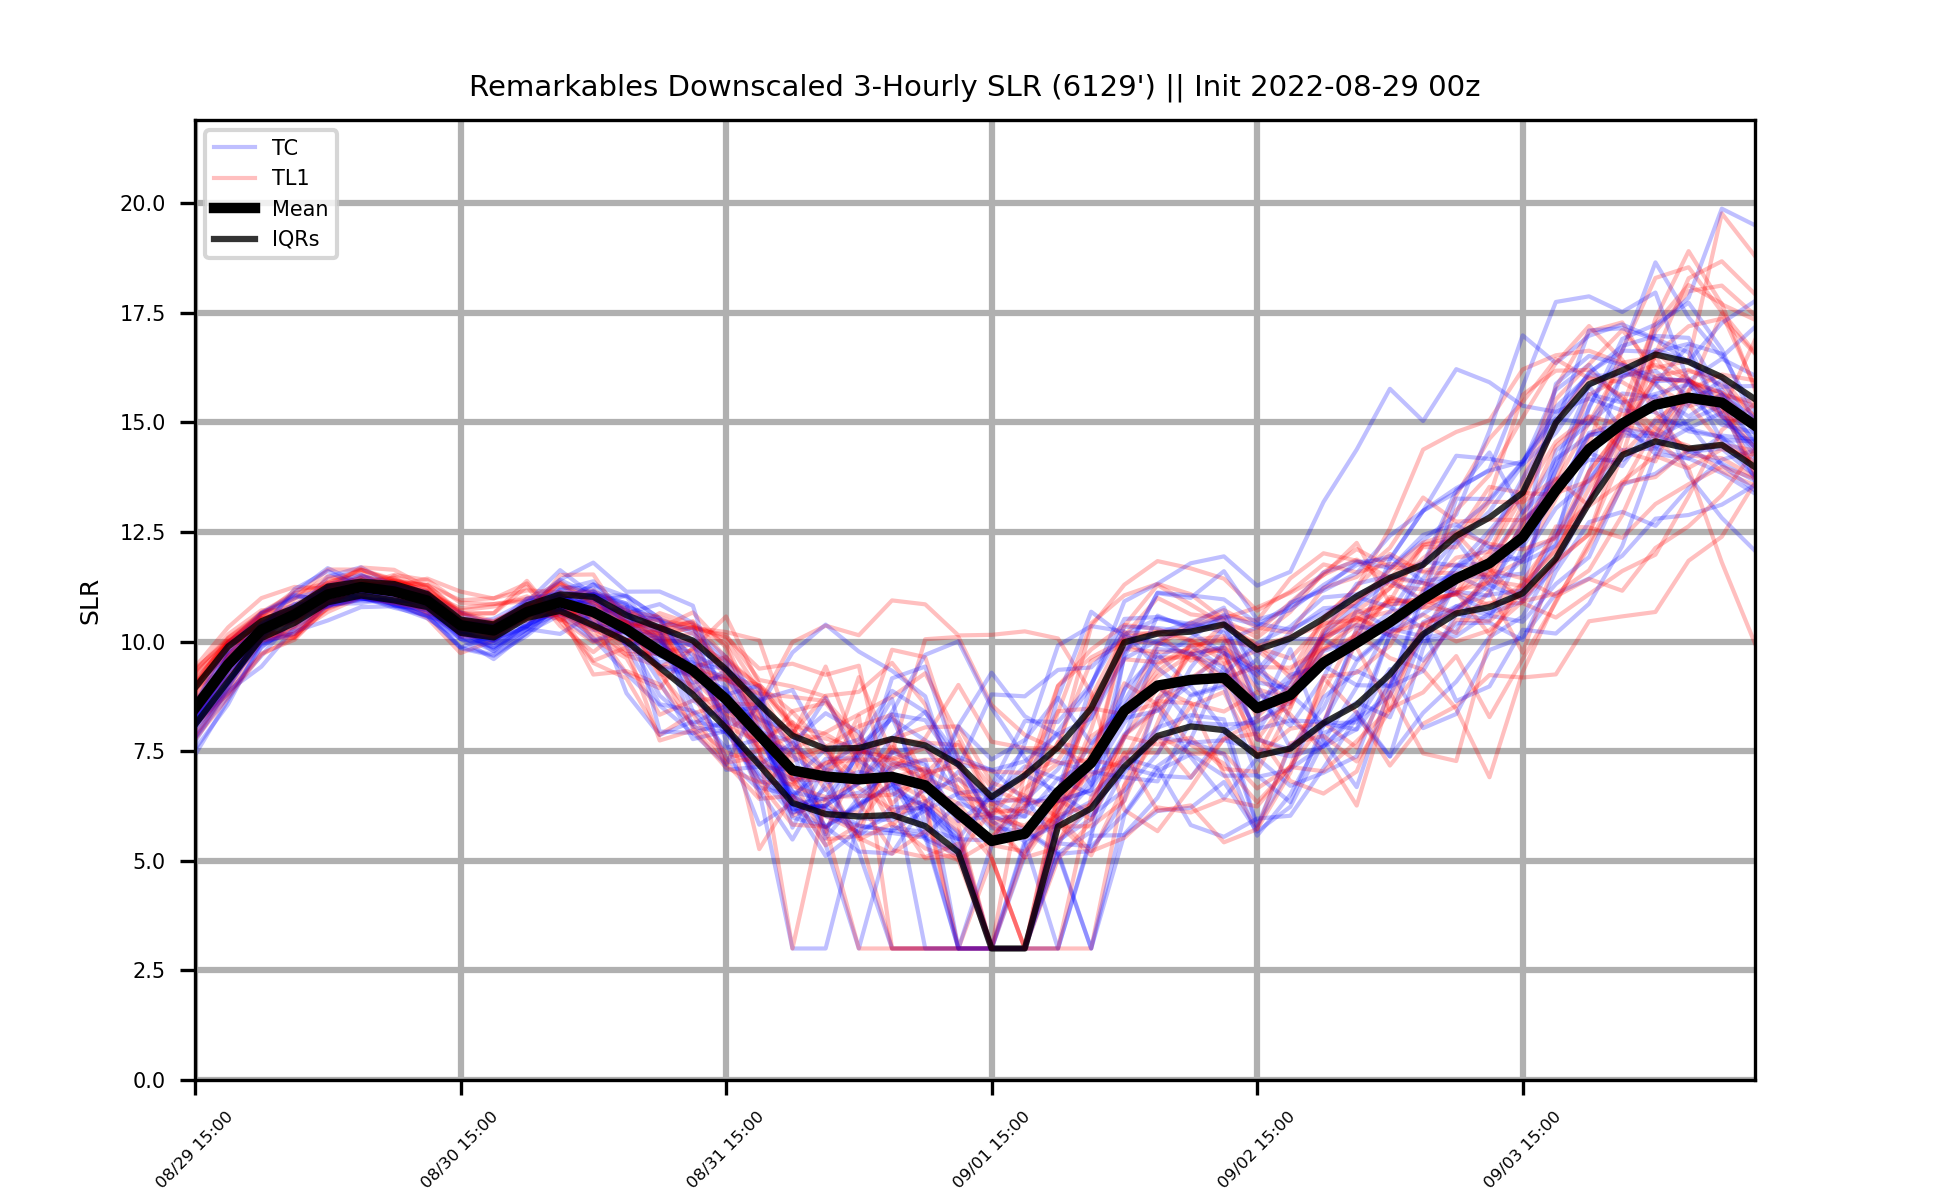 Remarkables Downscaled 3-Hourly SLR (6129') || Init 2022-08-29 00z
TC
TL1
Mean
IQRs
SLR
20.0
17.5
15.0
12.5
10.0
7.5
5.0
2.5
0.0
08/29 15:00
08/30 15:00
08/31 15:00
09/01 15:00
09/02 15:00
09/03 15:00